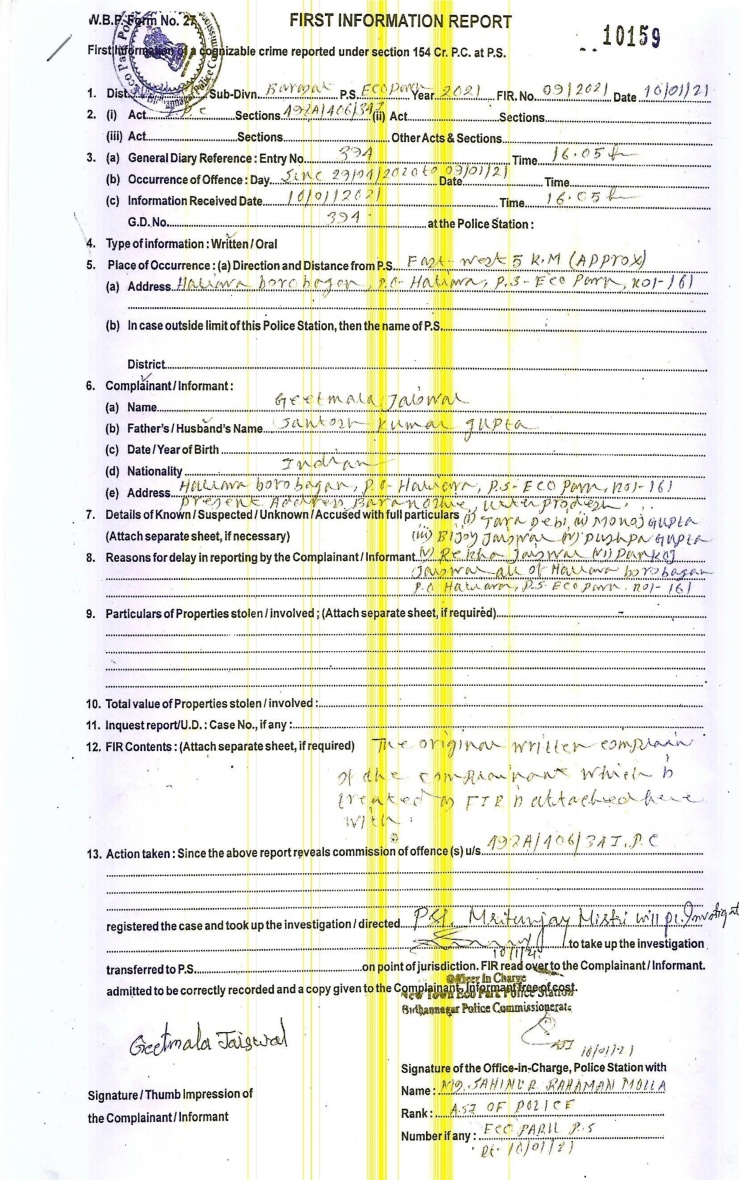 W.B.P. Form No. 27
FIRST INFORMATION REPORT
10159
First Information of a cognizable crime reported under section 154 Cr. P.C. at P.S.
1. Dist. Sub-Divn. Barasat P.S. Eco Park Year 2021 FIR. No. 09/2021 Date 10/01/21
2. (i) Act I.P.C Sections 498A/406/34 (ii) Act Sections
(iii) Act Sections Other Acts & Sections
3. (a) General Diary Reference : Entry No. 394 Time 16.05 h
(b) Occurrence of Offence : Day Sinc 29/04/2020 to 09/01/21 Date Time
(c) Information Received Date 10/01/2021 Time 16.05 h
G.D. No. 394 at the Police Station :
4. Type of information : Written / Oral
5. Place of Occurrence : (a) Direction and Distance from P.S. East-West 5 K.M (APPROX)
(a) Address Hatiara borobagan, P.O- Hatiara, P.S- Eco Park, Kol-161
(b) In case outside limit of this Police Station, then the name of P.S.
District
6. Complainant / Informant :
(a) Name Geetmala Jaiswal
(b) Father's / Husband's Name Santosh Kumar Gupta
(c) Date / Year of Birth
(d) Nationality Indian
(e) Address Hatiara borobagan, P.O- Hatiara, P.S- Eco Park, Kol-161
present Address Uttar pradesh.
7. Details of Known / Suspected / Unknown / Accused with full particulars (i) Tara Debi, (ii) Monoj Gupta
(Attach separate sheet, if necessary) (iii) Bijoy Jaiswal (iv) Puspha Gupta
8. Reasons for delay in reporting by the Complainant / Informant (v) Rekha Jaiswal (vi) Pankaj
Jaiswal all of Hatiara borobagan
P.O Hatiara, P.S Eco Park. Kol-161
9. Particulars of Properties stolen / involved ; (Attach separate sheet, if required) -
10. Total value of Properties stolen / involved :
11. Inquest report/U.D. : Case No., if any :
12. FIR Contents : (Attach separate sheet, if required) The original written complain
of the complainant which is
treated as FIR is attached here
with.
13. Action taken : Since the above report reveals commission of offence (s) u/s. 498A/406/34 I.P.C
registered the case and took up the investigation / directed PSI. Mritunjay Mistri will pl. Investigat
10/1/21 to take up the investigation
transferred to P.S. on point of jurisdiction. FIR read over to the Complainant / Informant.
Officer In Charge
admitted to be correctly recorded and a copy given to the Complainant, Informant free of cost.
New Town Eco Park Police Station
Bidhannagar Police Commissionerate
Geetmala Jaiswal
ASI 10/01/21
Signature of the Office-in-Charge, Police Station with
Signature / Thumb Impression of
the Complainant / Informant
Name : MD. SAHINUR RAHAMAN MOLLA
Rank : A.S.I OF POLICE
Number if any : ECO PARK P.S
Dt. 10/01/21